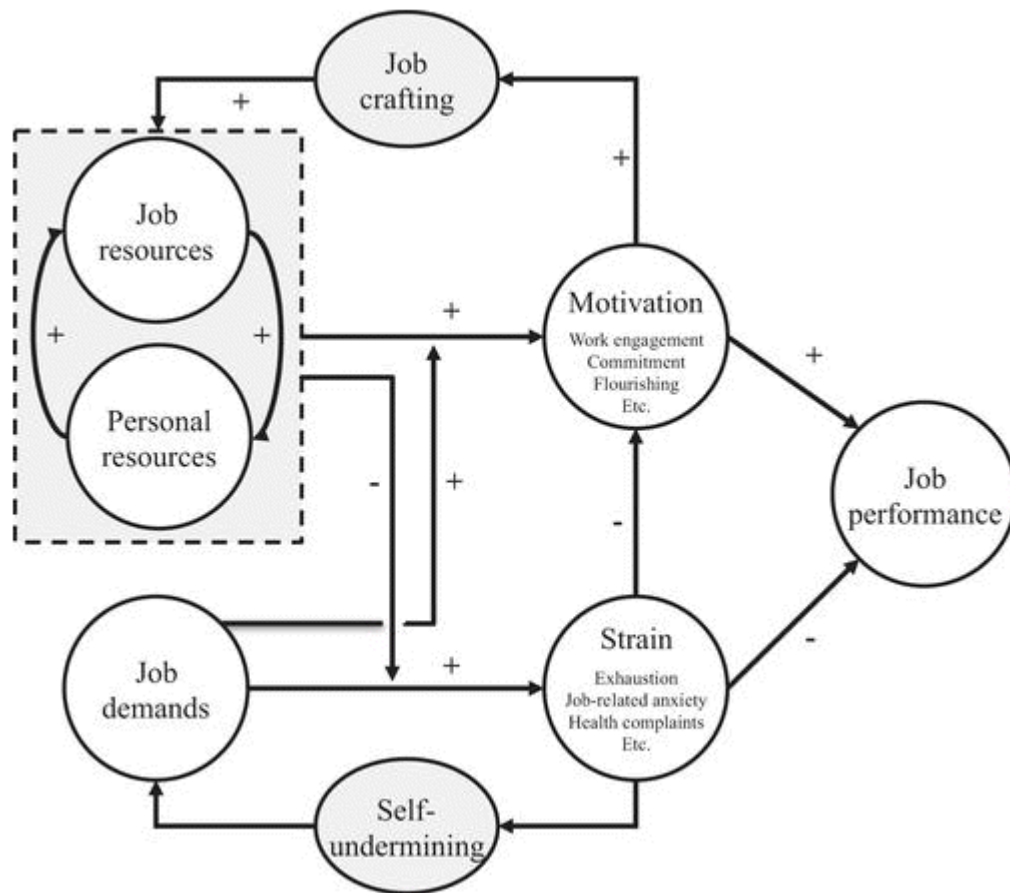 Job
crafting
+
+
Job
resources
+
+
+
Motivation
Work engagement
Commitment
Flourishing
Etc.
+
Personal
resources
-
+
Job
performance
-
Job
demands
+
Strain
Exhaustion
Job-related anxiety
Health complaints
Etc.
-
Self-
undermining